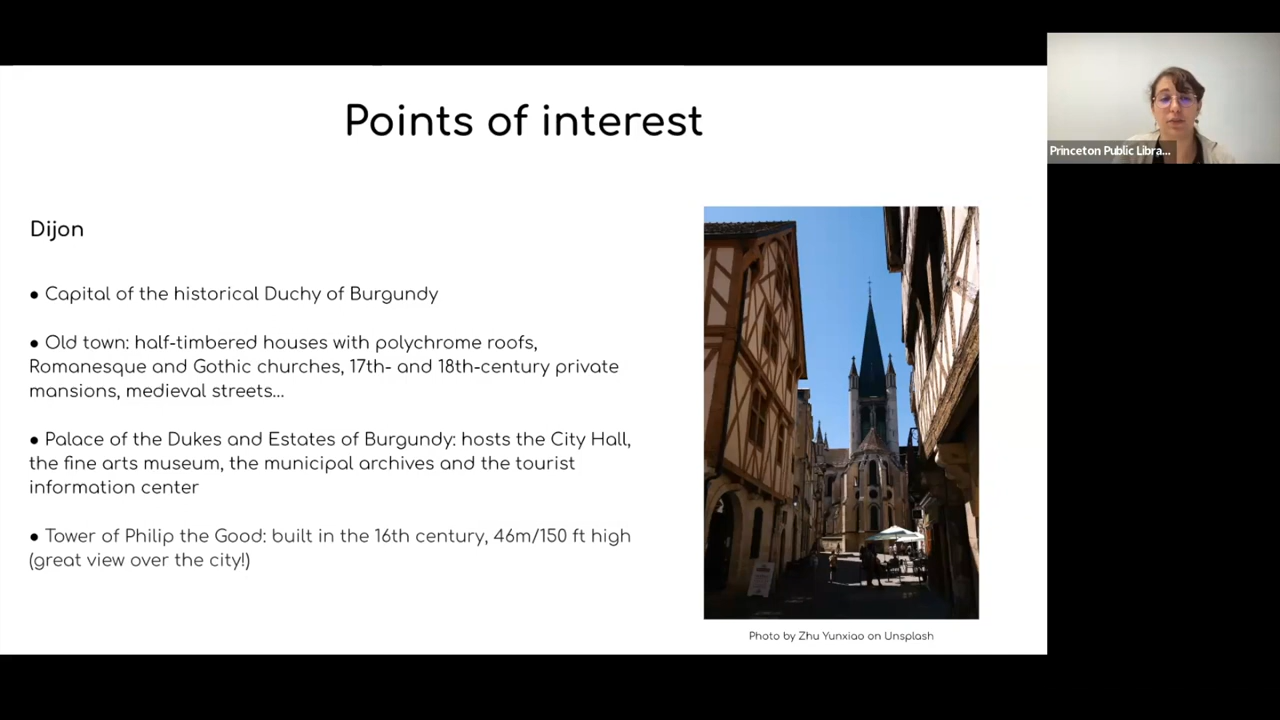 Points of interest
Dijon
● Capital of the historical Duchy of Burgundy
● Old town: half-timbered houses with polychrome roofs,
Romanesque and Gothic churches, 17th- and 18th-century private
mansions, medieval streets...
● Palace of the Dukes and Estates of Burgundy: hosts the City Hall,
the fine arts museum, the municipal archives and the tourist
information center
● Tower of Philip the Good: built in the 16th century, 46m/150 ft high
(great view over the city!)
Photo by Zhu Yunxiao on Unsplash
Princeton Public Libra...